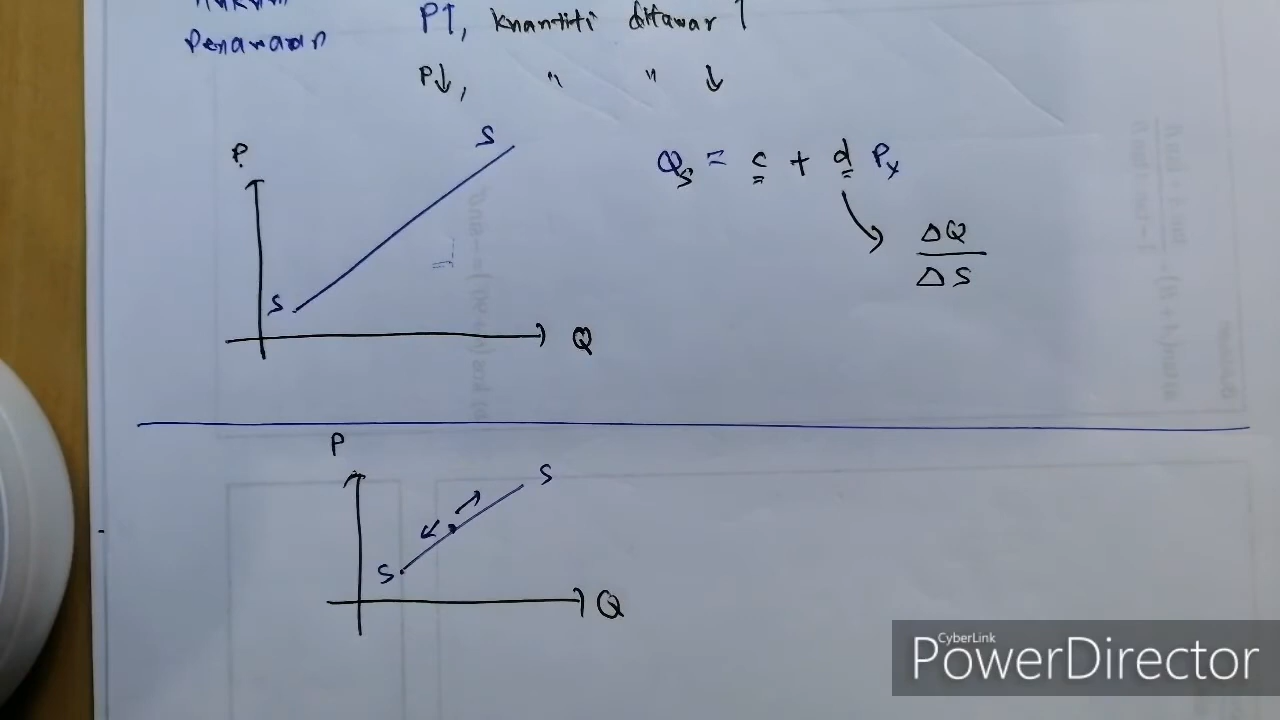 Penawaran
P↑, kuantiti ditawar ↑
P↓, " " ↓
P
S
S
Q
Qs = c + d Px
ΔQ
ΔS
P
S
S
Q
CyberLink
PowerDirector